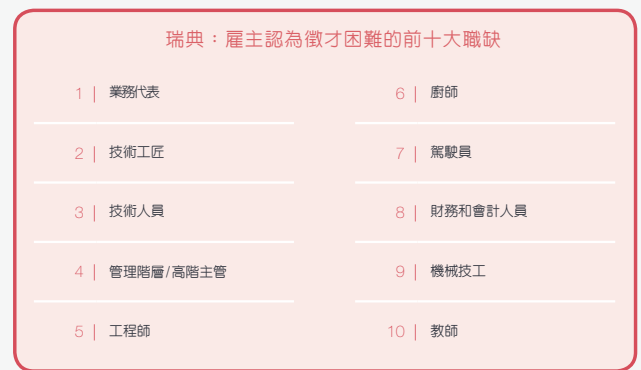 瑞典：雇主認為徵才困難的前十大職缺
1 | 業務代表
2 | 技術工匠
3 | 技術人員
4 | 管理階層/高階主管
5 | 工程師
6 | 廚師
7 | 駕駛員
8 | 財務和會計人員
9 | 機械技工
10 | 教師